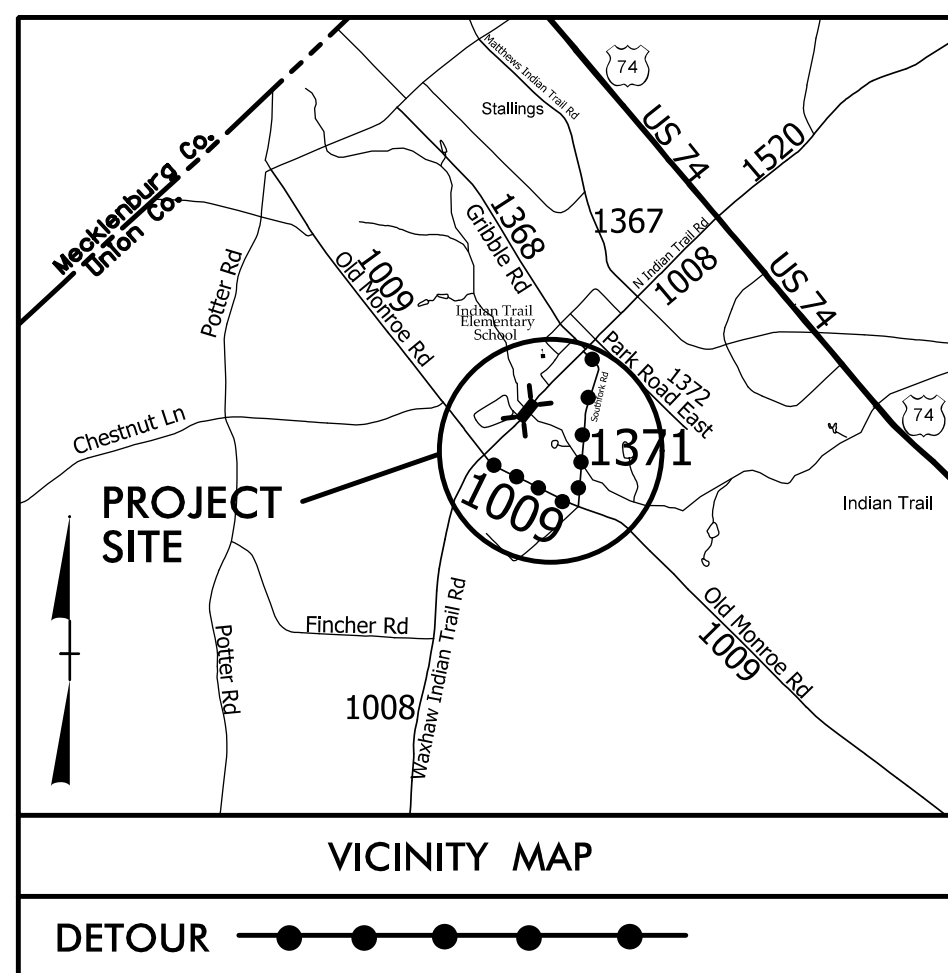 Matthews Indian Trail Rd
74
Stallings
US 74
1520
Mecklenburg Co.
Union Co.
1368
Gribble Rd
1367
N Indian Trail Rd
1008
Potter Rd
1009
Old Monroe Rd
US 74
Indian Trail
Elementary
School
Park Road East
1372
Southfork Rd
74
Chestnut Ln
1371
PROJECT
SITE
1009
Indian Trail
Fincher Rd
Potter Rd
Waxhaw Indian Trail Rd
1008
Old Monroe Rd
1009
VICINITY MAP
DETOUR